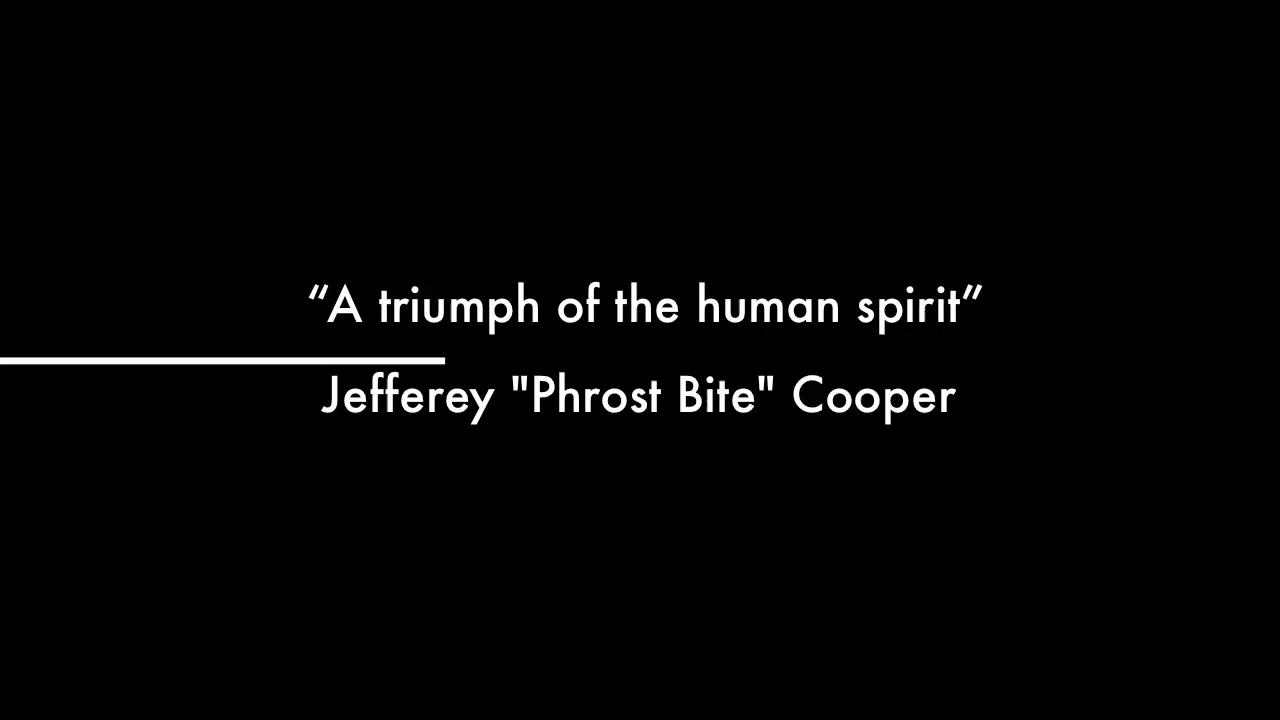 “A triumph of the human spirit”
Jefferey "Phrost Bite" Cooper